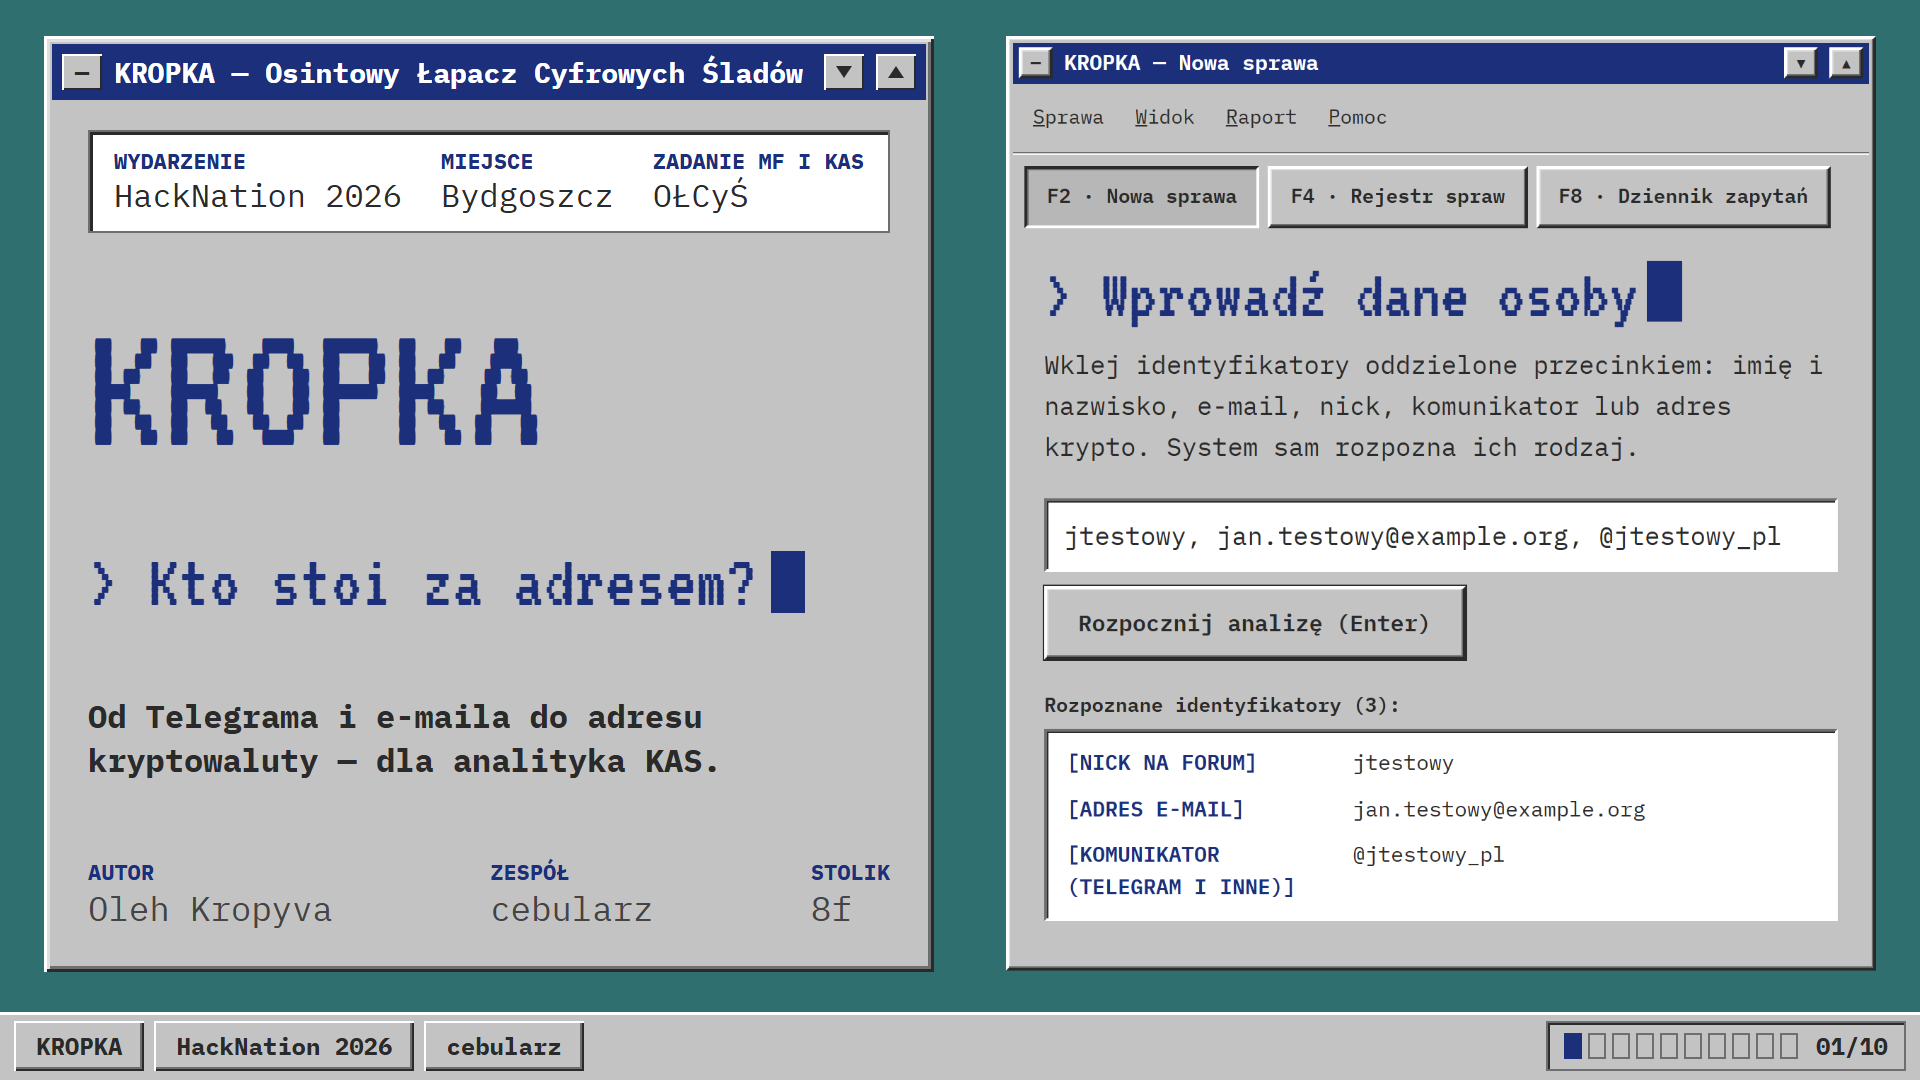 KROPKA — Osintowy Łapacz Cyfrowych Śladów
WYDARZENIE MIEJSCE ZADANIE MF I KAS
HackNation 2026 Bydgoszcz OŁCyŚ
KROPKA
› Kto stoi za adresem?
Od Telegrama i e-maila do adresu
kryptowaluty — dla analityka KAS.
AUTOR ZESPÓŁ STOLIK
Oleh Kropyva cebularz 8f
KROPKA — Nowa sprawa
Sprawa Widok Raport Pomoc
F2 · Nowa sprawa F4 · Rejestr spraw F8 · Dziennik zapytań
› Wprowadź dane osoby
Wklej identyfikatory oddzielone przecinkiem: imię i
nazwisko, e-mail, nick, komunikator lub adres
krypto. System sam rozpozna ich rodzaj.
jtestowy, jan.testowy@example.org, @jtestowy_pl
Rozpocznij analizę (Enter)
Rozpoznane identyfikatory (3):
[NICK NA FORUM] jtestowy
[ADRES E-MAIL] jan.testowy@example.org
[KOMUNIKATOR @jtestowy_pl
(TELEGRAM I INNE)]
KROPKA HackNation 2026 cebularz 01/10